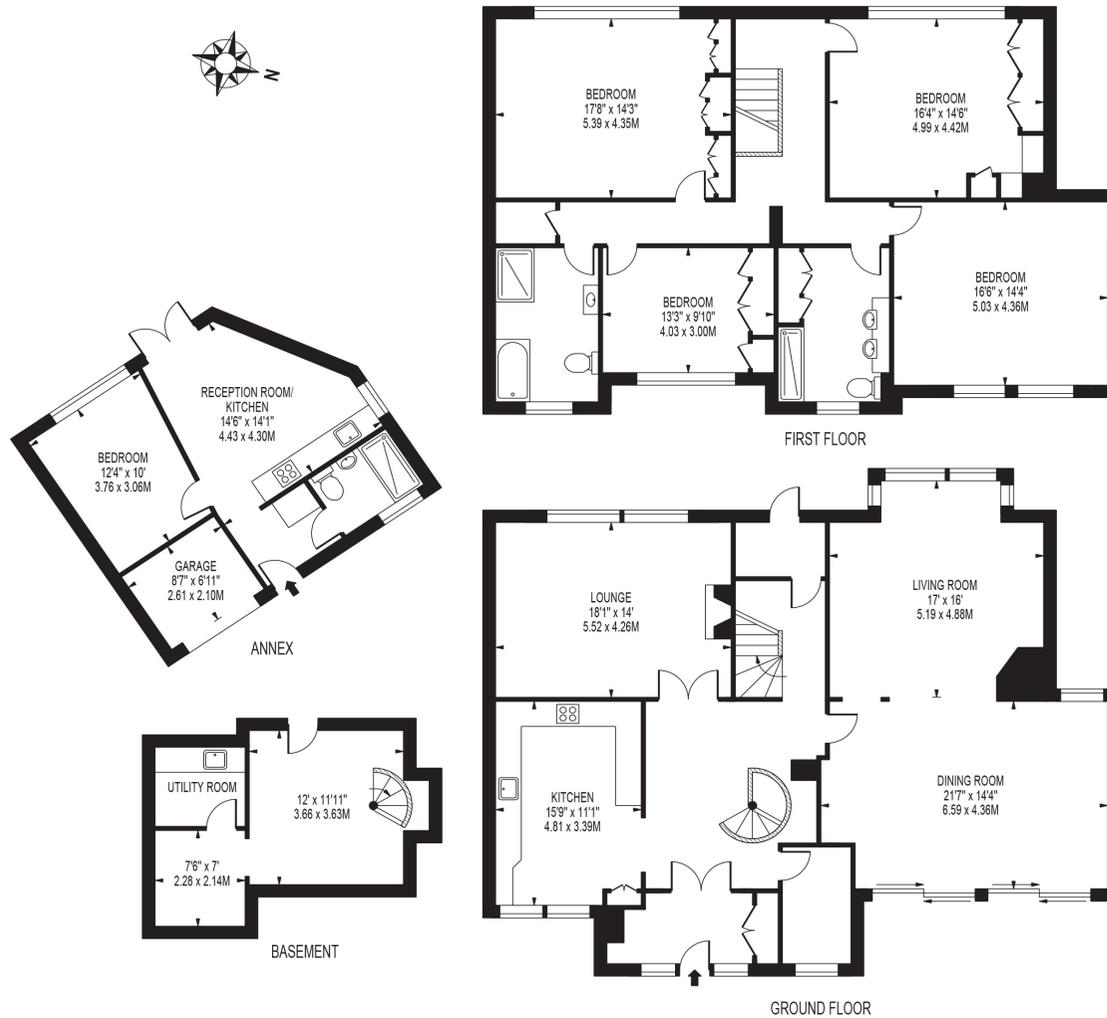 N
BEDROOM
17'8" x 14'3"
5.39 x 4.35M
BEDROOM
16'4" x 14'6"
4.99 x 4.42M
BEDROOM
13'3" x 9'10"
4.03 x 3.00M
BEDROOM
16'6" x 14'4"
5.03 x 4.36M
FIRST FLOOR
RECEPTION ROOM/
KITCHEN
14'6" x 14'1"
4.43 x 4.30M
BEDROOM
12'4" x 10'
3.76 x 3.06M
GARAGE
8'7" x 6'11"
2.61 x 2.10M
ANNEX
LOUNGE
18'1" x 14'
5.52 x 4.26M
LIVING ROOM
17' x 16'
5.19 x 4.88M
KITCHEN
15'9" x 11'1"
4.81 x 3.39M
DINING ROOM
21'7" x 14'4"
6.59 x 4.36M
GROUND FLOOR
UTILITY ROOM
12' x 11'11"
3.66 x 3.63M
7'6" x 7'
2.28 x 2.14M
BASEMENT